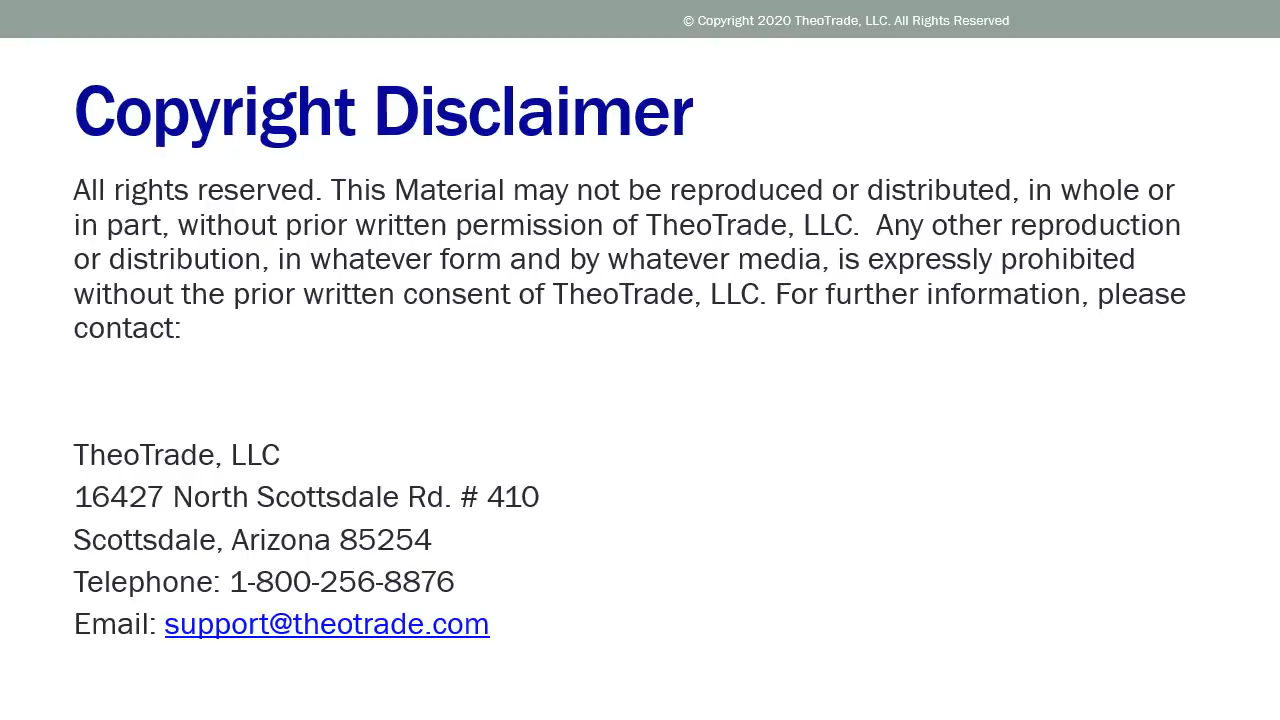 © Copyright 2020 TheoTrade, LLC. All Rights Reserved
Copyright Disclaimer
All rights reserved. This Material may not be reproduced or distributed, in whole or
in part, without prior written permission of TheoTrade, LLC.  Any other reproduction
or distribution, in whatever form and by whatever media, is expressly prohibited
without the prior written consent of TheoTrade, LLC. For further information, please
contact:
TheoTrade, LLC
16427 North Scottsdale Rd. # 410
Scottsdale, Arizona 85254
Telephone: 1-800-256-8876
Email: support@theotrade.com